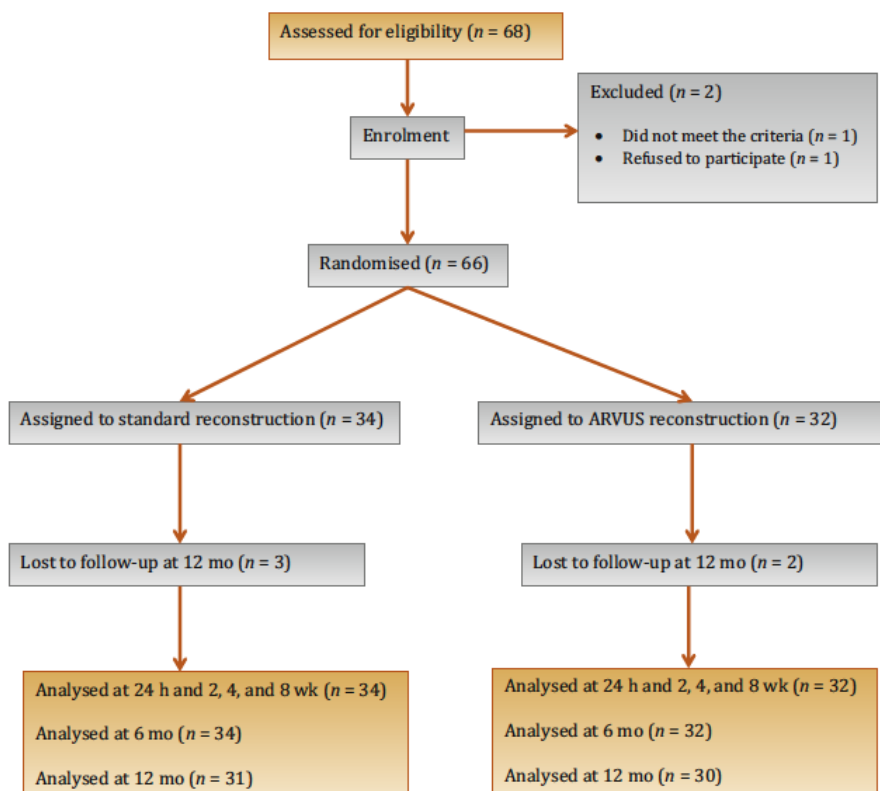 Assessed for eligibility (n = 68)
Excluded (n = 2)
• Did not meet the criteria (n = 1)
• Refused to participate (n = 1)
Enrolment
Randomised (n = 66)
Assigned to standard reconstruction (n = 34)
Assigned to ARVUS reconstruction (n = 32)
Lost to follow-up at 12 mo (n = 3)
Lost to follow-up at 12 mo (n = 2)
Analysed at 24 h and 2, 4, and 8 wk (n = 34)
Analysed at 6 mo (n = 34)
Analysed at 12 mo (n = 31)
Analysed at 24 h and 2, 4, and 8 wk (n = 32)
Analysed at 6 mo (n = 32)
Analysed at 12 mo (n = 30)